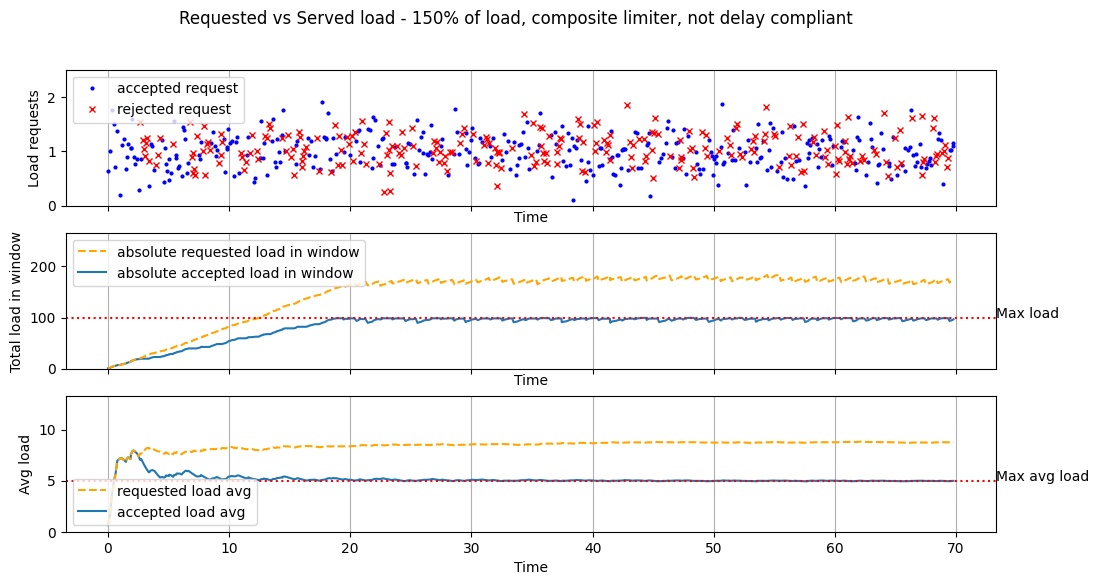 Requested vs Served load - 150% of load, composite limiter, not delay compliant
Load requests
2
1
0
accepted request
rejected request
Time
Total load in window
200
100
0
absolute requested load in window
absolute accepted load in window
Max load
Time
Avg load
10
5
0
requested load avg
accepted load avg
Max avg load
0 10 20 30 40 50 60 70
Time